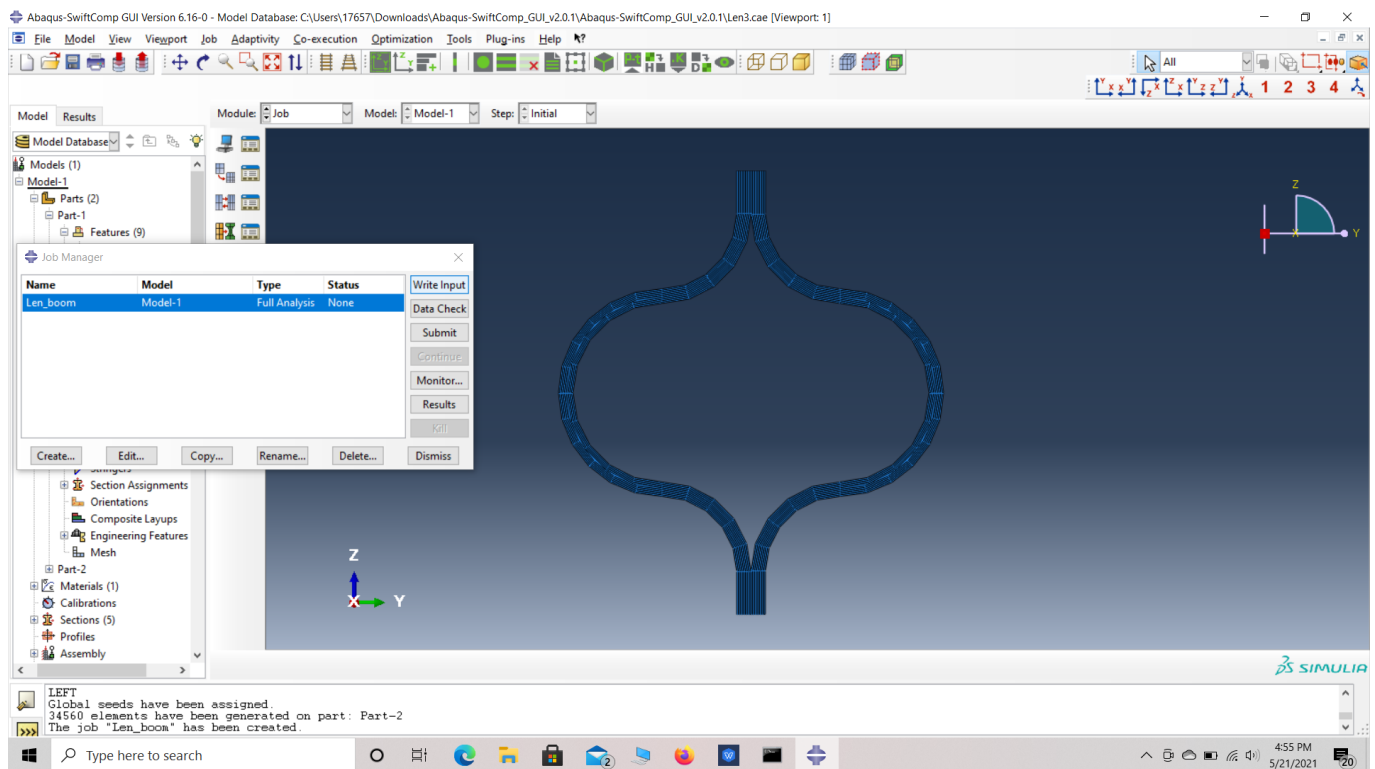 Abaqus-SwiftComp GUI Version 6.16-0 - Model Database: C:\Users\17657\Downloads\Abaqus-SwiftComp_GUI_v2.0.1\Abaqus-SwiftComp_GUI_v2.0.1\Len3.cae [Viewport: 1]
File Model View Viewport Job Adaptivity Co-execution Optimization Tools Plug-ins Help
All
1 2 3 4
Model Results
Module: Job Model: Model-1 Step: Initial
Model Database
Models (1)
Model-1
Parts (2)
Part-1
Features (9)
Job Manager
Name Model Type Status
Len_boom Model-1 Full Analysis None
Write Input
Data Check
Submit
Continue
Monitor...
Results
Kill
Create... Edit... Copy... Rename... Delete... Dismiss
Stringers
Section Assignments
Orientations
Composite Layups
Engineering Features
Mesh
Part-2
Materials (1)
Calibrations
Sections (5)
Profiles
Assembly
Z
Y
X
Z
Y
X
SIMULIA
LEFT
Global seeds have been assigned.
34560 elements have been generated on part: Part-2
The job "Len_boom" has been created.
Type here to search
2
4:55 PM
5/21/2021
20